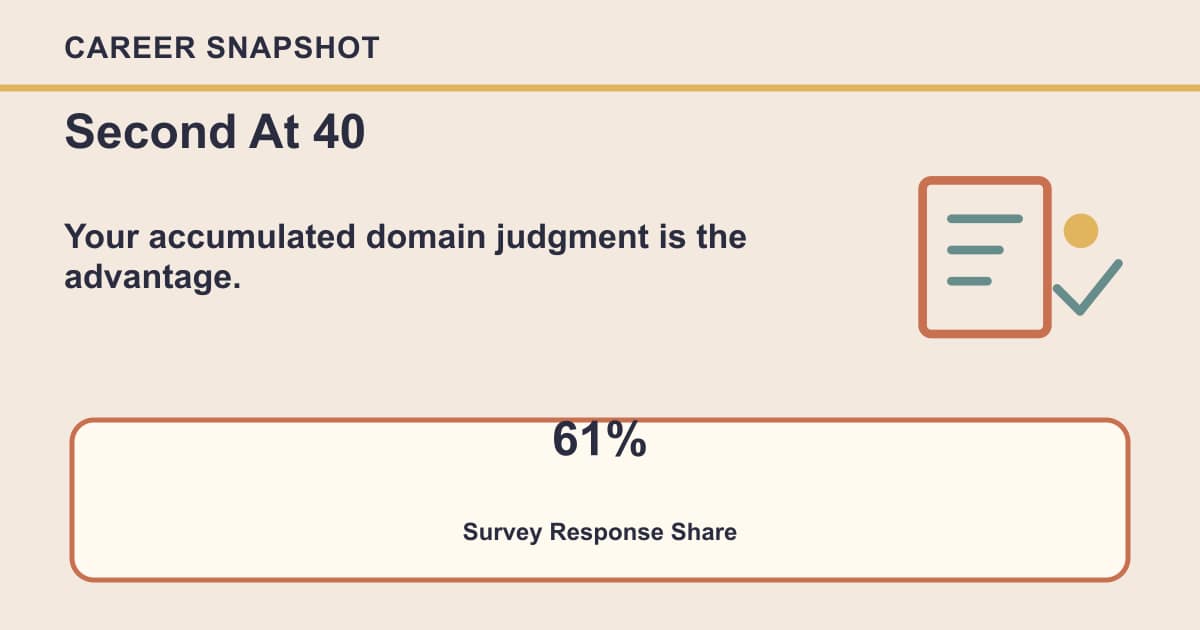 CAREER SNAPSHOT
Second At 40
Your accumulated domain judgment is the
advantage.
61%
Survey Response Share